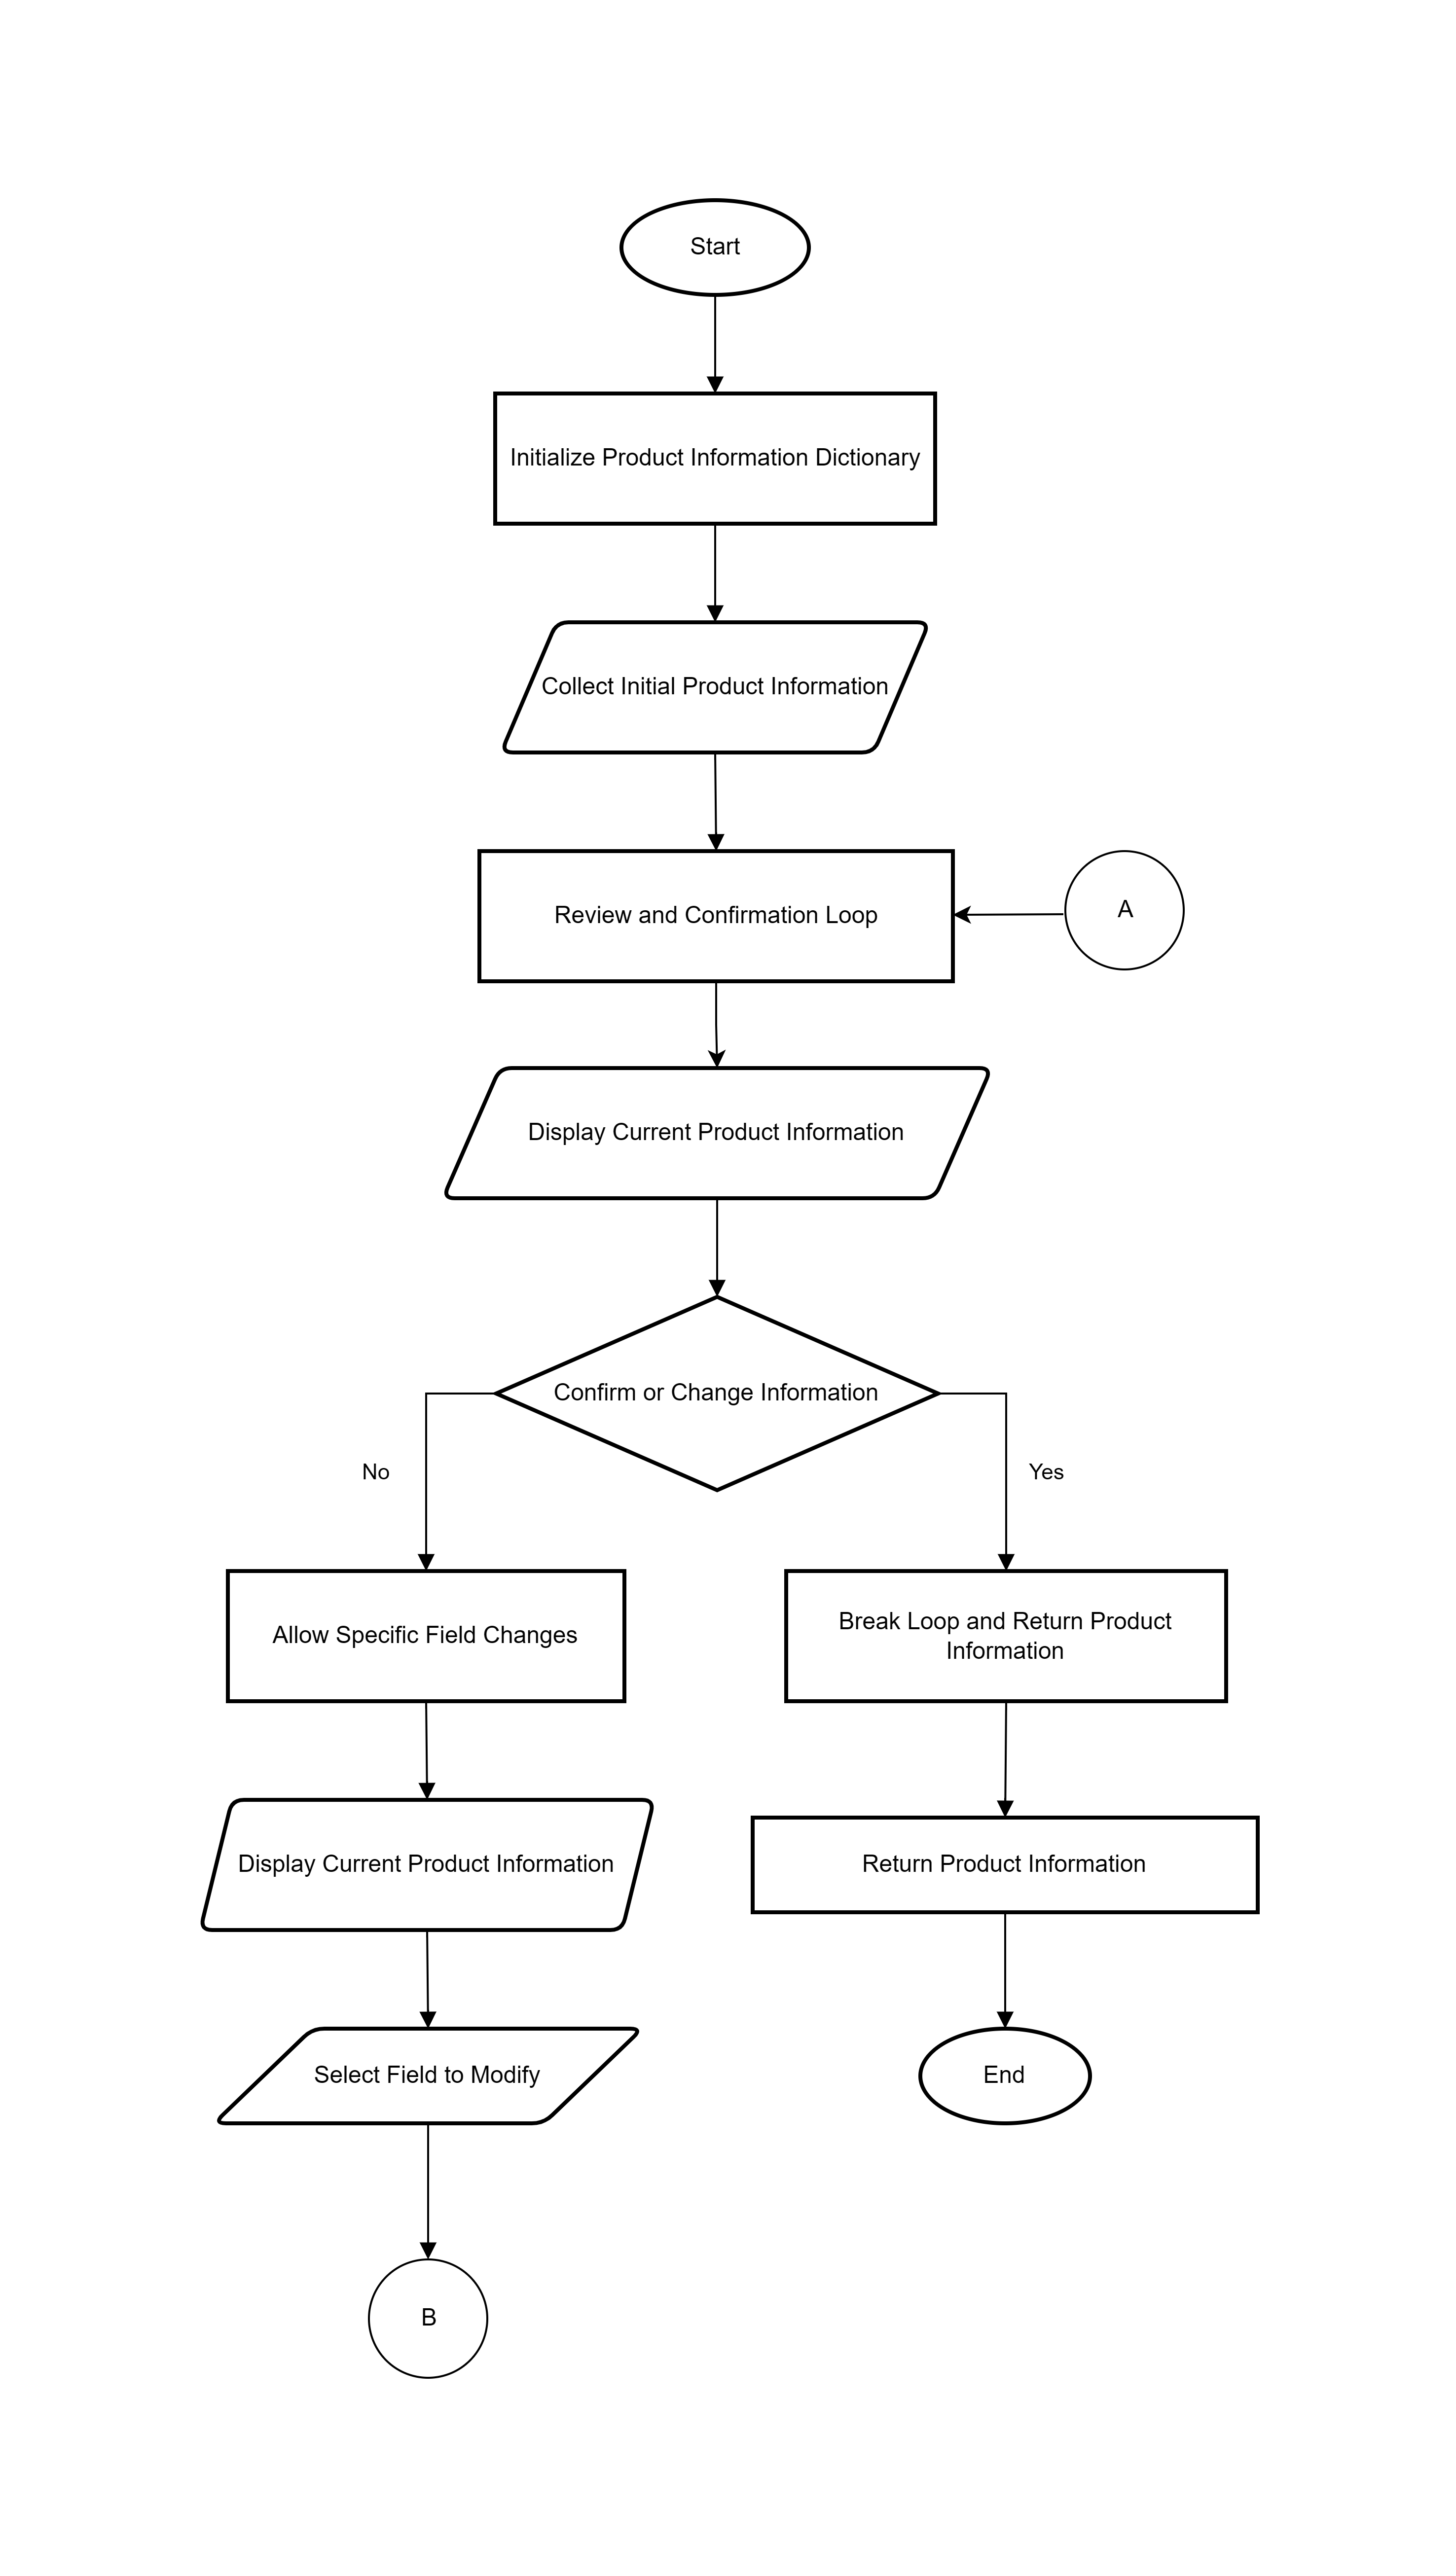 Start
Initialize Product Information Dictionary
Collect Initial Product Information
Review and Confirmation Loop
A
Display Current Product Information
Confirm or Change Information
No
Yes
Allow Specific Field Changes
Break Loop and Return Product
Information
Display Current Product Information
Return Product Information
Select Field to Modify
End
B